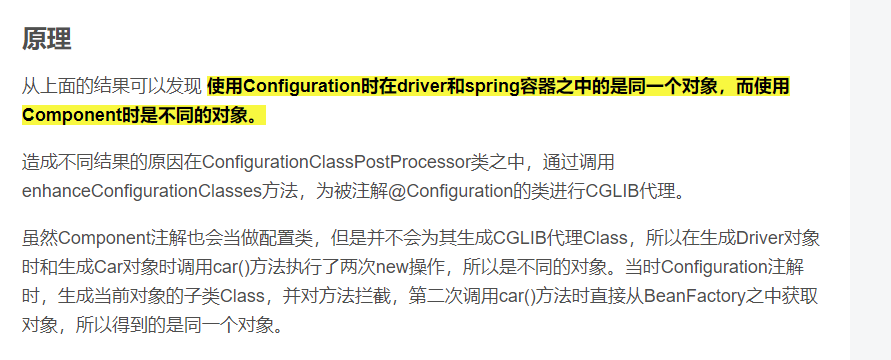 原理
从上面的结果可以发现 使用Configuration时在driver和spring容器之中的是同一个对象，而使用
Component时是不同的对象。
造成不同结果的原因在ConfigurationClassPostProcessor类之中，通过调用
enhanceConfigurationClasses方法，为被注解@Configuration的类进行CGLIB代理。
虽然Component注解也会当做配置类，但是并不会为其生成CGLIB代理Class，所以在生成Driver对象
时和生成Car对象时调用car()方法执行了两次new操作，所以是不同的对象。当时Configuration注解
时，生成当前对象的子类Class，并对方法拦截，第二次调用car()方法时直接从BeanFactory之中获取
对象，所以得到的是同一个对象。